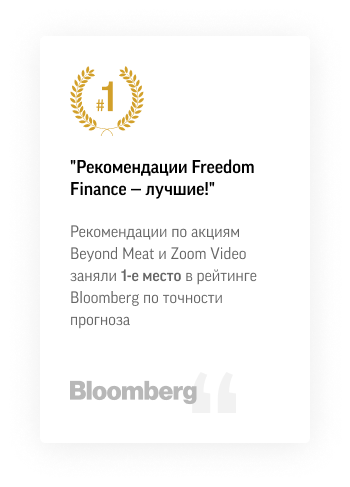 #1
"Рекомендации Freedom
Finance – лучшие!"
Рекомендации по акциям
Beyond Meat и Zoom Video
заняли 1-е место в рейтинге
Bloomberg по точности
прогноза
Bloomberg
“